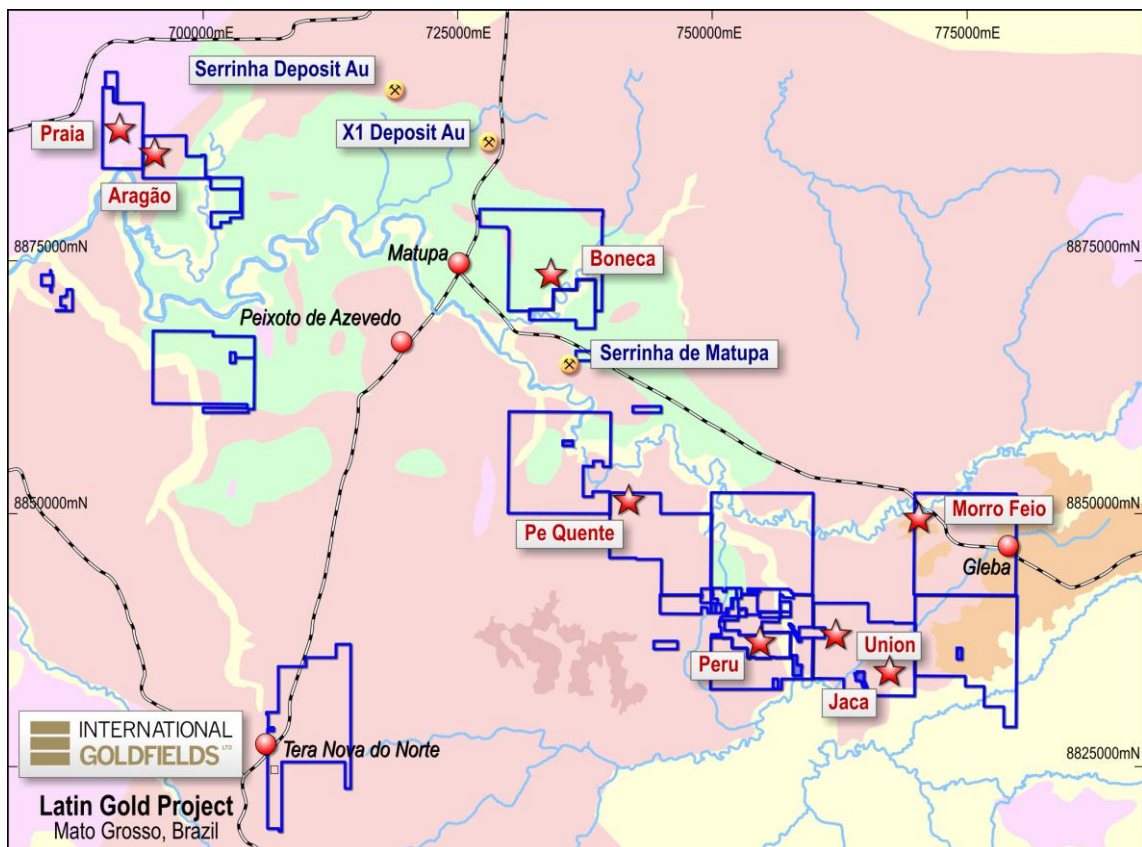 700000mE
725000mE
750000mE
775000mE
Serrinha Deposit Au
Praia
X1 Deposit Au
Aragão
8875000mN
Matupa
Boneca
8875000mN
Peixoto de Azevedo
Serrinha de Matupa
8850000mN
Pe Quente
Morro Feio
8850000mN
Gleba
Peru
Union
Jaca
INTERNATIONAL
GOLDFIELDS LTD
Tera Nova do Norte
8825000mN
Latin Gold Project
Mato Grosso, Brazil